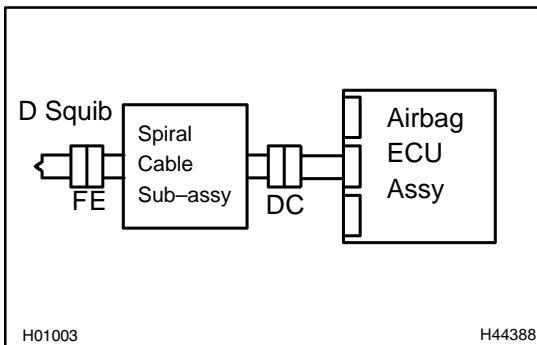 D Squib
FE
Spiral
Cable
Sub–assy
DC
Airbag
ECU
Assy
H01003
H44388